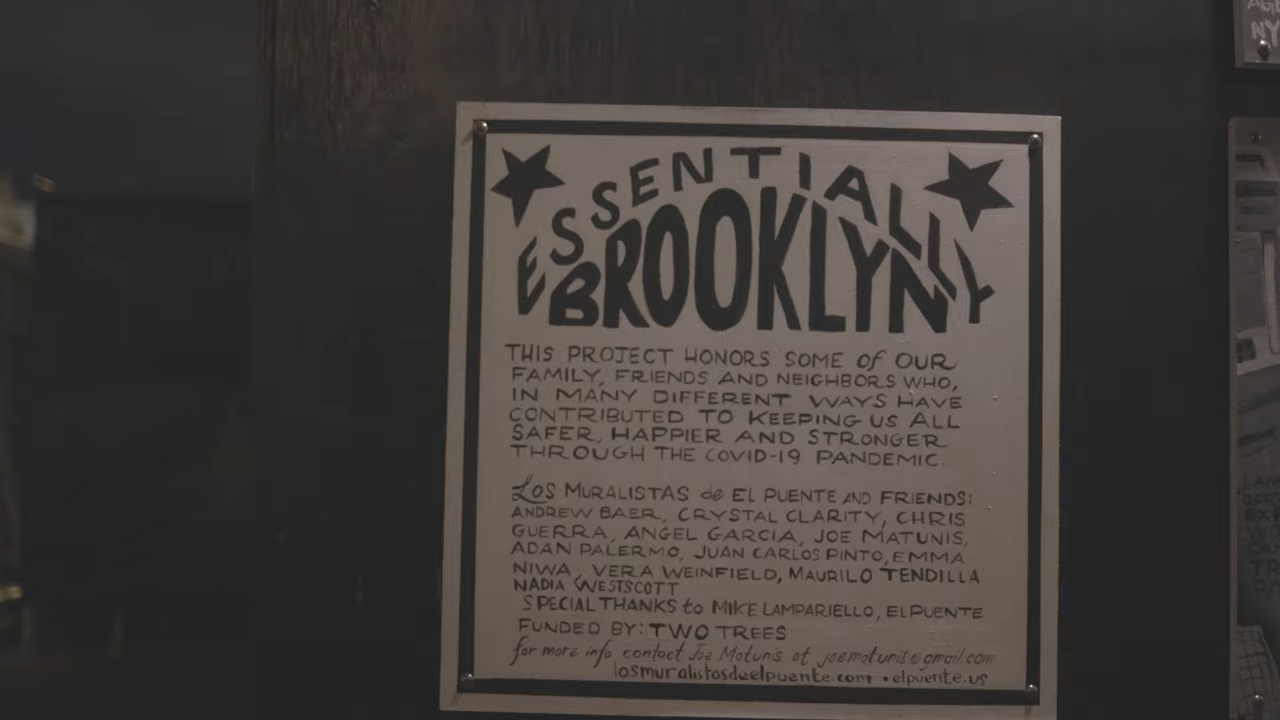 ESSENTIALLY
BROOKLYN
THIS PROJECT HONORS SOME of OUR
FAMILY, FRIENDS AND NEIGHBORS WHO,
IN MANY DIFFERENT WAYS HAVE
CONTRIBUTED TO KEEPING US ALL
SAFER, HAPPIER AND STRONGER
THROUGH THE COVID-19 PANDEMIC.
Los MURALISTAS de EL PUENTE AND FRIENDS:
ANDREW BAER, CRYSTAL CLARITY, CHRIS
GUERRA, ANGEL GARCIA, JOE MATUNIS,
ADAN PALERMO, JUAN CARLOS PINTO, EMMA
NIWA, VERA WEINFIELD, MAURILO TENDILLA
NADIA WESTSCOTT
SPECIAL THANKS to MIKE LAMPARIELLO, EL PUENTE
FUNDED BY: TWO TREES
for more info contact Joe Matunis at joematunis@gmail.com
losmuralistasdeelpuente.com • elpuente.us
NY